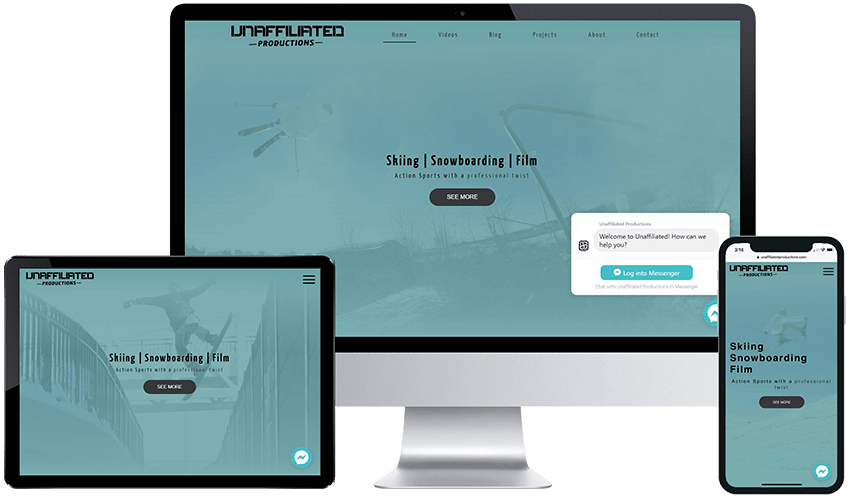 UNAFFILIATED
PRODUCTIONS
Home Videos Blog Projects About Contact
Skiing | Snowboarding | Film
Action Sports with a professional twist
SEE MORE
Unaffiliated Productions
Welcome to Unaffiliated! How can we
help you?
Log into Messenger
Chat with Unaffiliated Productions in Messenger
UNAFFILIATED
PRODUCTIONS
Skiing | Snowboarding | Film
Action Sports with a professional twist
SEE MORE
3:16
unaffiliatedproductions.com
UNAFFILIATED
PRODUCTIONS
Skiing
Snowboarding
Film
Action Sports with a professional
twist
SEE MORE